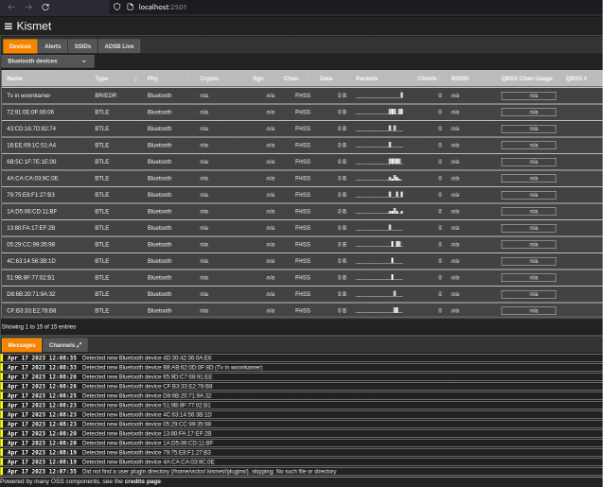 localhost:2501
Kismet
Devices Alerts SSIDs ADSB Live
Bluetooth devices
Name Type Phy Crypto Sgn Chan Data Packets Clients BSSID QBSS Chan Usage QBSS #
Tv in woonkamer BR/EDR Bluetooth n/a n/a FHSS 0 B 0 n/a n/a
72:91:0E:0F:06:05 BTLE Bluetooth n/a n/a FHSS 0 B 0 n/a n/a
43:CD:18:7D:82:74 BTLE Bluetooth n/a n/a FHSS 0 B 0 n/a n/a
18:EE:69:1C:51:A4 BTLE Bluetooth n/a n/a FHSS 0 B 0 n/a n/a
6B:5C:1F:7E:1E:00 BTLE Bluetooth n/a n/a FHSS 0 B 0 n/a n/a
4A:CA:CA:03:9C:0E BTLE Bluetooth n/a n/a FHSS 0 B 0 n/a n/a
79:75:E8:F1:27:B3 BTLE Bluetooth n/a n/a FHSS 0 B 0 n/a n/a
1A:D5:06:CD:11:BF BTLE Bluetooth n/a n/a FHSS 0 B 0 n/a n/a
13:80:FA:17:EF:2B BTLE Bluetooth n/a n/a FHSS 0 B 0 n/a n/a
05:29:CC:99:35:98 BTLE Bluetooth n/a n/a FHSS 0 B 0 n/a n/a
4C:63:14:56:3B:1D BTLE Bluetooth n/a n/a FHSS 0 B 0 n/a n/a
51:9B:8F:77:02:B1 BTLE Bluetooth n/a n/a FHSS 0 B 0 n/a n/a
D8:6B:20:71:9A:32 BTLE Bluetooth n/a n/a FHSS 0 B 0 n/a n/a
CF:B3:33:E2:78:B8 BTLE Bluetooth n/a n/a FHSS 0 B 0 n/a n/a
Showing 1 to 15 of 15 entries
Messages Channels
Apr 17 2023 12:08:35 Detected new Bluetooth device 4D:30:42:36:0A:E6
Apr 17 2023 12:08:33 Detected new Bluetooth device (Tv in woonkamer)
Apr 17 2023 12:08:26 Detected new Bluetooth device
Apr 17 2023 12:08:26 Detected new Bluetooth device CF:B3:33:E2:78:B8
Apr 17 2023 12:08:25 Detected new Bluetooth device D8:6B:20:71:9A:32
Apr 17 2023 12:08:23 Detected new Bluetooth device 51:9B:8F:77:02:B1
Apr 17 2023 12:08:23 Detected new Bluetooth device 4C:63:14:56:3B:1D
Apr 17 2023 12:08:23 Detected new Bluetooth device 05:29:CC:99:35:98
Apr 17 2023 12:08:20 Detected new Bluetooth device 13:80:FA:17:EF:2B
Apr 17 2023 12:08:20 Detected new Bluetooth device 1A:D5:06:CD:11:BF
Apr 17 2023 12:08:19 Detected new Bluetooth device 79:75:E8:F1:27:B3
Apr 17 2023 12:08:19 Detected new Bluetooth device 4A:CA:CA:03:9C:0E
Apr 17 2023 12:07:35 Did not find a user plugin directory (/home/victor/.kismet//plugins/), skipping: No such file or directory
Powered by many OSS components, see the credits page